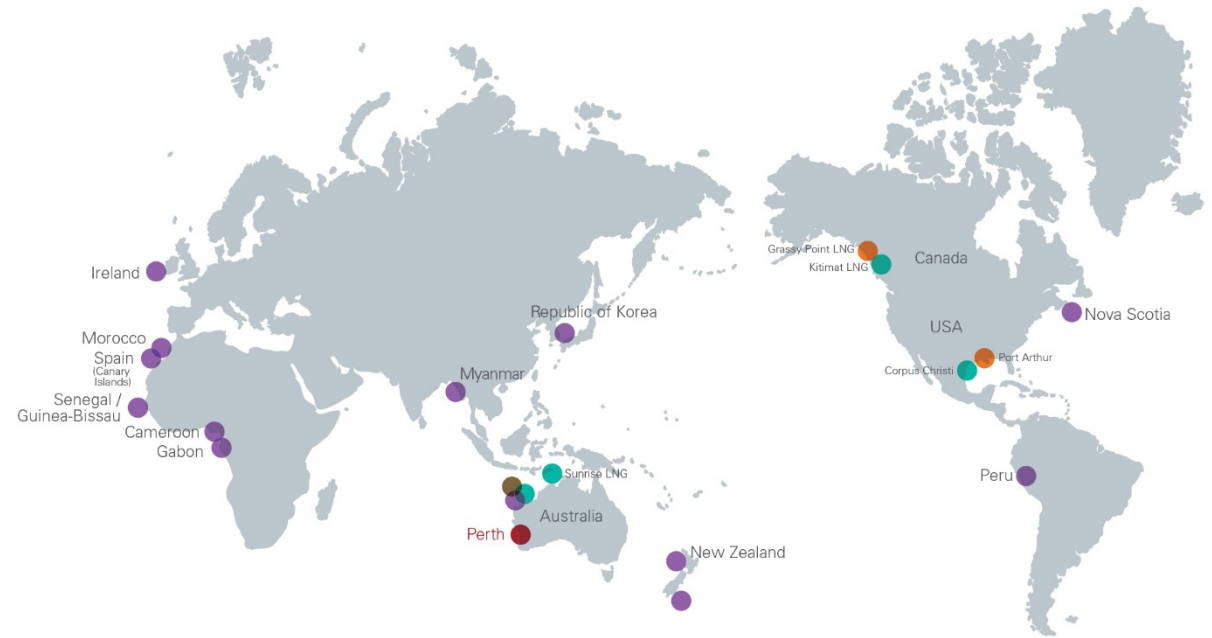 Ireland
Morocco
Spain
(Canary
Islands)
Senegal /
Guinea-Bissau
Cameroon
Gabon
Republic of Korea
Myanmar
Sunrise LNG
Australia
Perth
New Zealand
Grassy Point LNG
Kitimat LNG
Canada
Nova Scotia
USA
Port Arthur
Corpus Christi
Peru